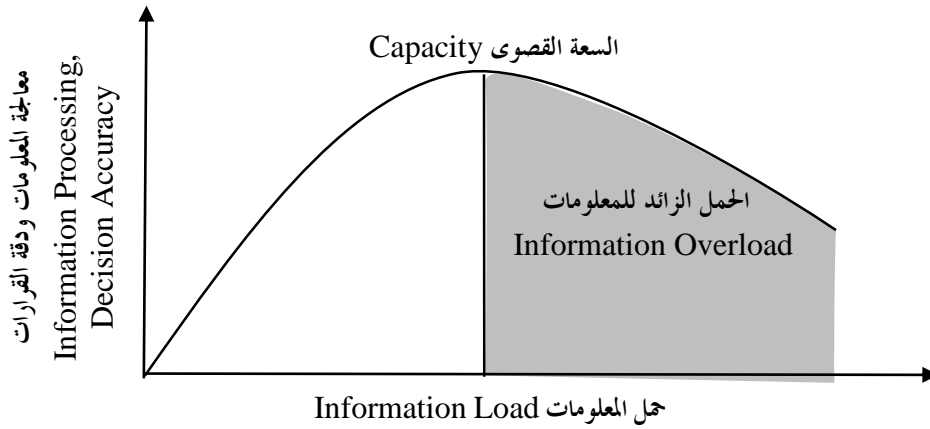 السعة القصوى Capacity
معالجة المعلومات ودقة القرارات
Information Processing,
Decision Accuracy
الحمل الزائد للمعلومات
Information Overload
حمل المعلومات Information Load